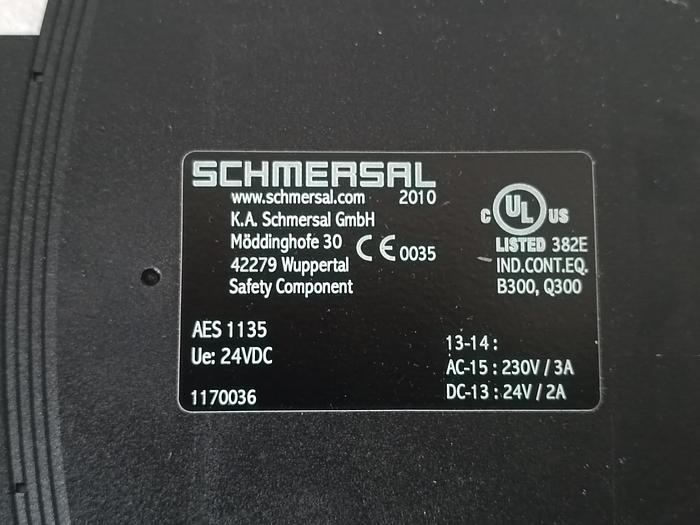 SCHMERSAL
www.schmersal.com 2010
K.A. Schmersal GmbH
Möddinghofe 30
42279 Wuppertal
Safety Component
CE 0035
C UL US
LISTED 382E
IND.CONT.EQ.
B300, Q300
AES 1135
Ue: 24VDC
1170036
13-14 :
AC-15 : 230V / 3A
DC-13 : 24V / 2A